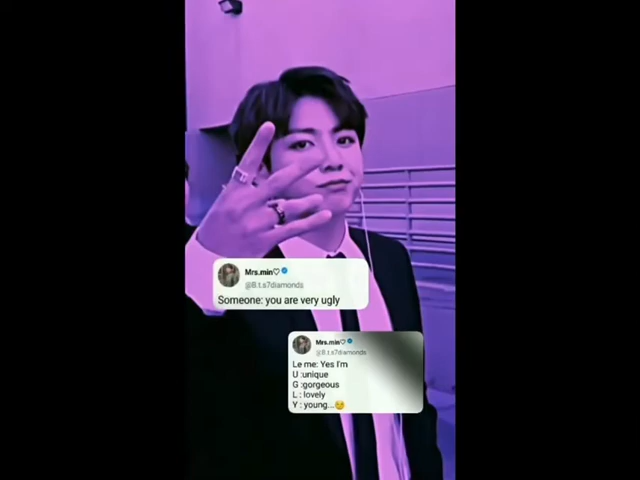 Mrs.min♡
@B.t.s7diamonds
Someone: you are very ugly
Mrs.min♡
@B.t.s7diamonds
Le me: Yes I'm
U :unique
G :gorgeous
L : lovely
Y : young...😌